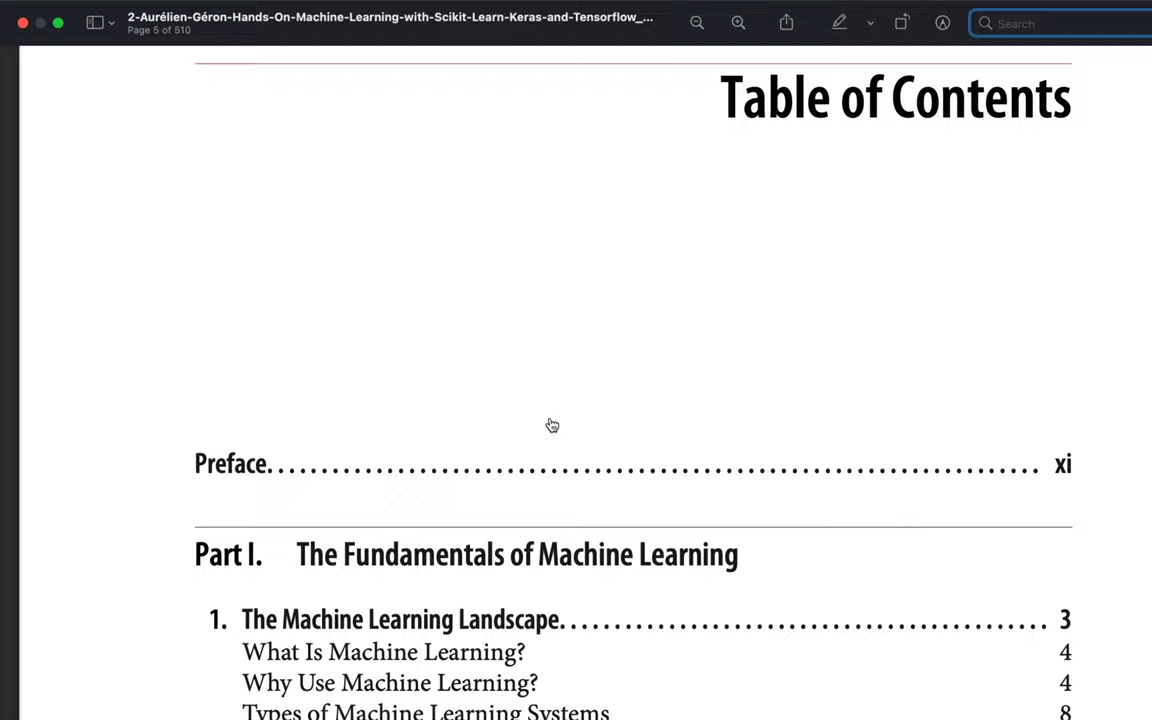 2-Aurélien-Géron-Hands-On-Machine-Learning-with-Scikit-Learn-Keras-and-Tensorflow_...
Page 5 of 510
Search
Table of Contents
Preface. . . . . . . . . . . . . . . . . . . . . . . . . . . . . . . . . . . . . . . . . . . . . . . . . . . . . . . . . . . . . . . . xi
Part I. The Fundamentals of Machine Learning
1. The Machine Learning Landscape. . . . . . . . . . . . . . . . . . . . . . . . . . . . . . . . . . . . . . . . 3
What Is Machine Learning? 4
Why Use Machine Learning? 4
Types of Machine Learning Systems 8